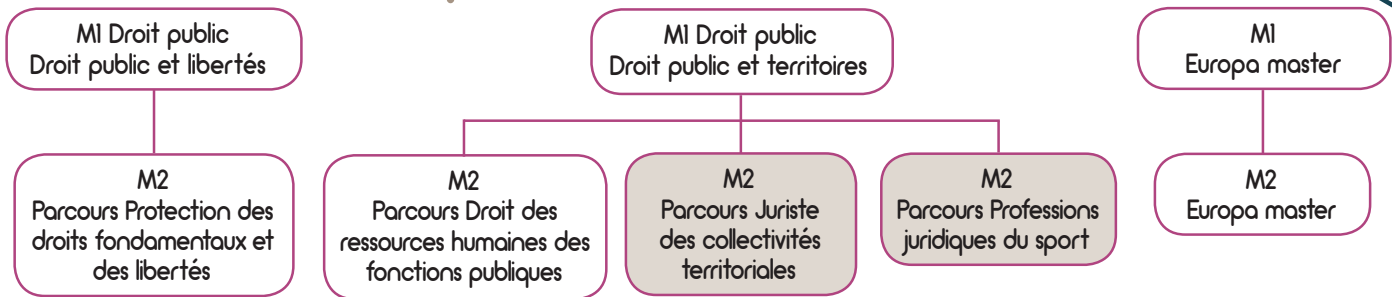 M1 Droit public
Droit public et libertés
M1 Droit public
Droit public et territoires
M1
Europa master
M2
Parcours Protection des
droits fondamentaux et
des libertés
M2
Parcours Droit des
ressources humaines des
fonctions publiques
M2
Parcours Juriste
des collectivités
territoriales
M2
Parcours Professions
juridiques du sport
M2
Europa master